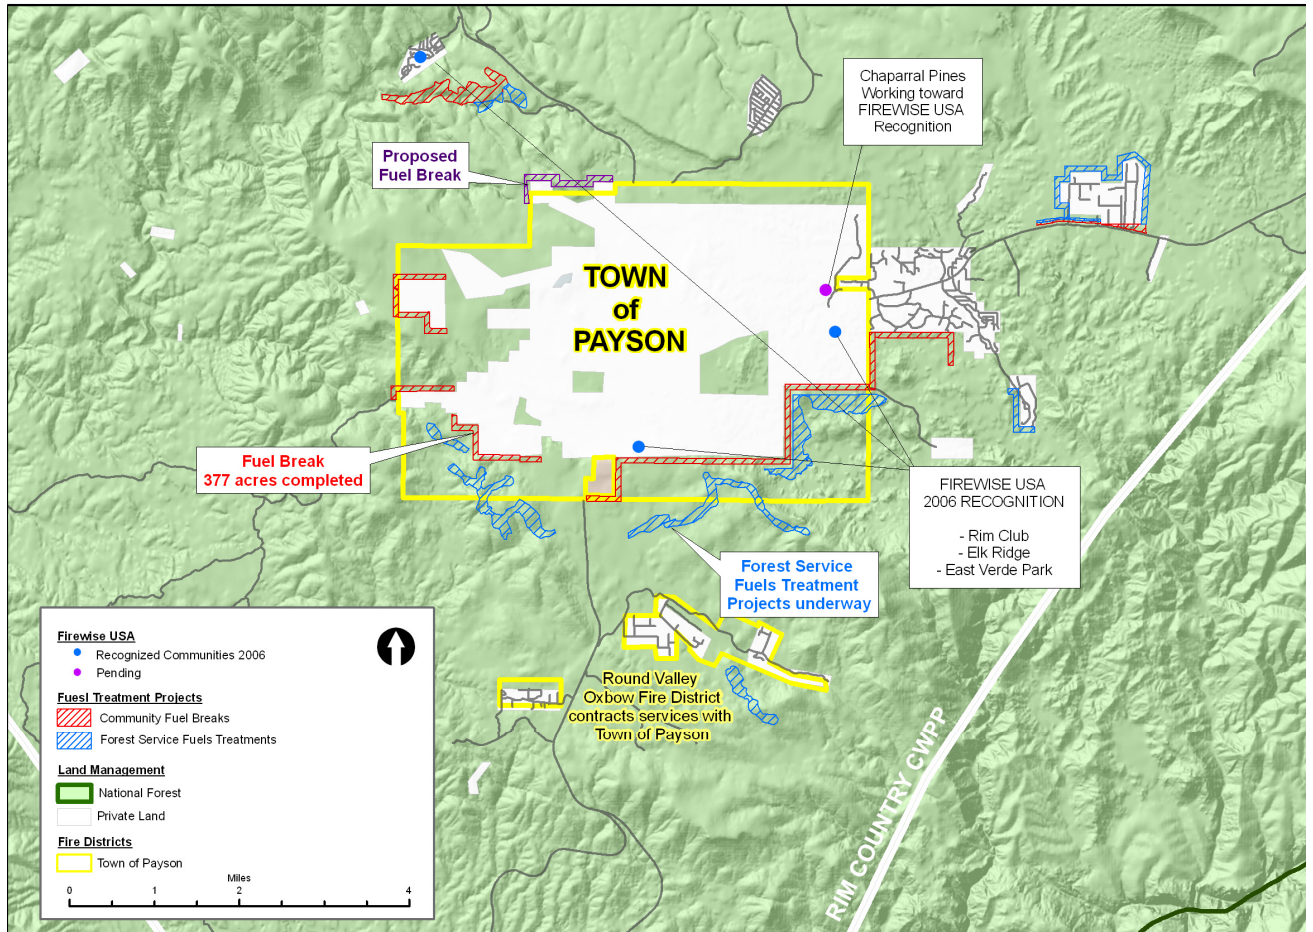 Chaparral Pines
Working toward
FIREWISE USA
Recognition
Proposed
Fuel Break
TOWN
of
PAYSON
Fuel Break
377 acres completed
FIREWISE USA
2006 RECOGNITION
- Rim Club
- Elk Ridge
- East Verde Park
Forest Service
Fuels Treatment
Projects underway
Round Valley
Oxbow Fire District
contracts services with
Town of Payson
RIM COUNTRY CWPP
Firewise USA
Recognized Communities 2006
Pending
Fuesl Treatment Projects
Community Fuel Breaks
Forest Service Fuels Treatments
Land Management
National Forest
Private Land
Fire Districts
Town of Payson
Miles
0 1 2 4